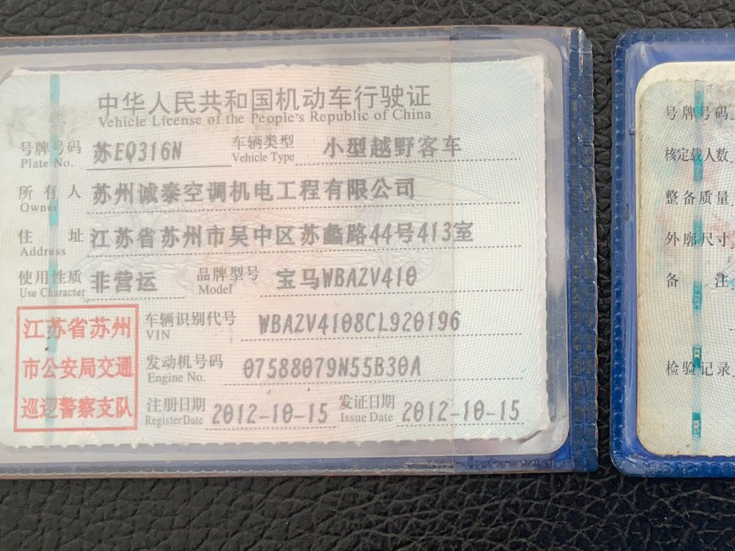 中华人民共和国机动车行驶证
Vehicle License of the People's Republic of China
号牌号码 苏EQ316N 车辆类型 小型越野客车
Plate No. Vehicle Type
所有人 苏州诚泰空调机电工程有限公司
Owner
住址 江苏省苏州市吴中区苏蠡路44号413室
Address
使用性质 非营运 品牌型号 宝马WBAZV410
Use Character Model
江苏省苏州
市公安局交通
巡逻警察支队
车辆识别代号 WBAZV4108CL920196
VIN
发动机号码 07588079N55B30A
Engine No.
注册日期 2012-10-15 发证日期 2012-10-15
Register Date Issue Date
号牌号码
核定载人数
整备质量
外廓尺寸
备注
检验记录